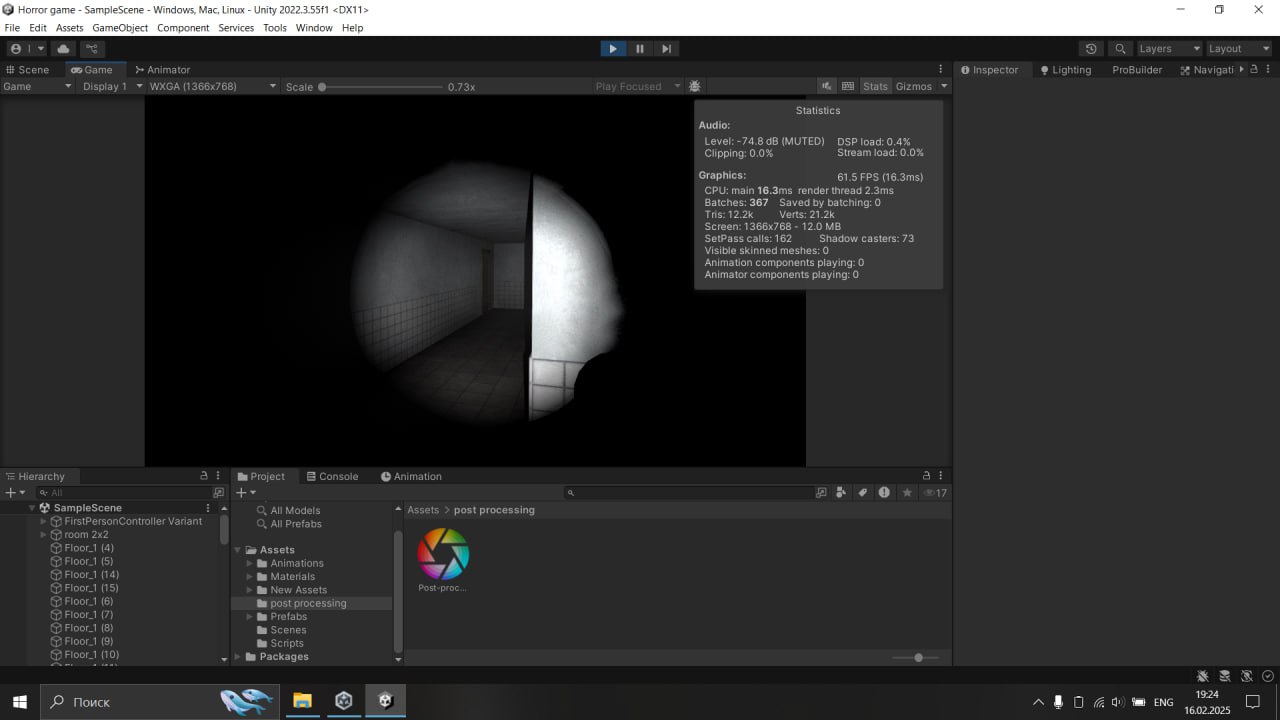 Horror game - SampleScene - Windows, Mac, Linux - Unity 2022.3.55f1 <DX11>
File Edit Assets GameObject Component Services Tools Window Help
I Layers Layout
Scene Game Animator Inspector Lighting ProBuilder Navigati
Game Display 1 WXGA (1366x768) Scale 0.73x Play Focused Stats Gizmos
Statistics
Audio:
Level: -74.8 dB (MUTED) DSP load: 0.4%
Clipping: 0.0% Stream load: 0.0%
Graphics: 61.5 FPS (16.3ms)
CPU: main 16.3ms render thread 2.3ms
Batches: 367 Saved by batching: 0
Tris: 12.2k Verts: 21.2k
Screen: 1366x768 - 12.0 MB
SetPass calls: 162 Shadow casters: 73
Visible skinned meshes: 0
Animation components playing: 0
Animator components playing: 0
Hierarchy
All
SampleScene
FirstPersonController Variant
room 2x2
Floor_1 (4)
Floor_1 (5)
Floor_1 (14)
Floor_1 (15)
Floor_1 (6)
Floor_1 (7)
Floor_1 (8)
Floor_1 (9)
Floor_1 (10)
Project Console Animation
17
All Models
All Prefabs
Assets
Animations
Materials
New Assets
post processing
Prefabs
Scenes
Scripts
Packages
Assets > post processing
Post-proc...
Поиск
ENG
19:24
16.02.2025